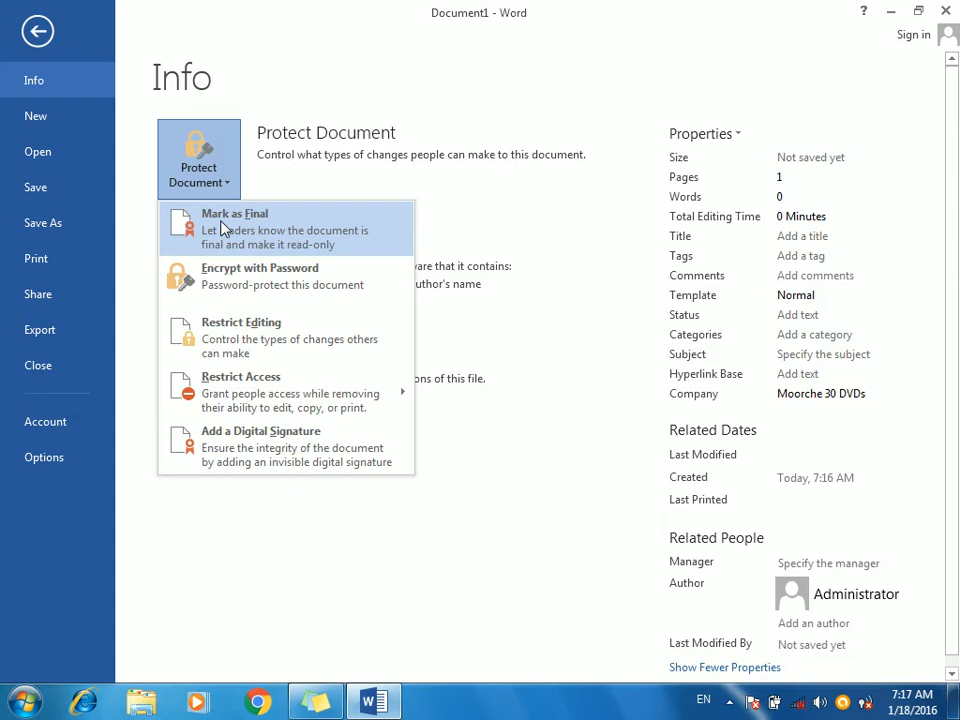 Document1 - Word
?
Sign in
Info
New
Open
Save
Save As
Print
Share
Export
Close
Account
Options
Info
Protect
Document
Protect Document
Control what types of changes people can make to this document.
Mark as Final
Let readers know the document is
final and make it read-only
Encrypt with Password
Password-protect this document
Restrict Editing
Control the types of changes others
can make
Restrict Access
Grant people access while removing
their ability to edit, copy, or print.
Add a Digital Signature
Ensure the integrity of the document
by adding an invisible digital signature
ware that it contains:
uthor's name
ons of this file.
Properties
Size Not saved yet
Pages 1
Words 0
Total Editing Time 0 Minutes
Title Add a title
Tags Add a tag
Comments Add comments
Template Normal
Status Add text
Categories Add a category
Subject Specify the subject
Hyperlink Base Add text
Company Moorche 30 DVDs
Related Dates
Last Modified
Created Today, 7:16 AM
Last Printed
Related People
Manager Specify the manager
Author Administrator
Add an author
Last Modified By Not saved yet
Show Fewer Properties
EN
7:17 AM
1/18/2016